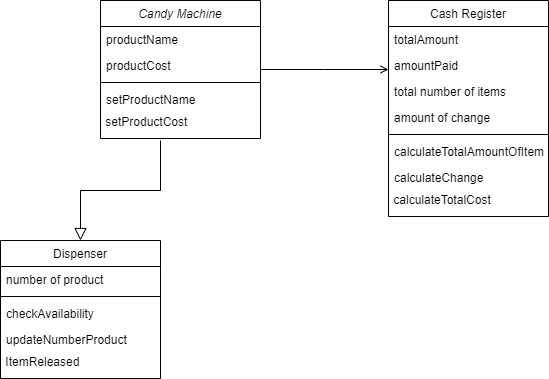 Candy Machine
productName
productCost
setProductName
setProductCost
Cash Register
totalAmount
amountPaid
total number of items
amount of change
calculateTotalAmountOfItem
calculateChange
calculateTotalCost
Dispenser
number of product
checkAvailability
updateNumberProduct
ItemReleased